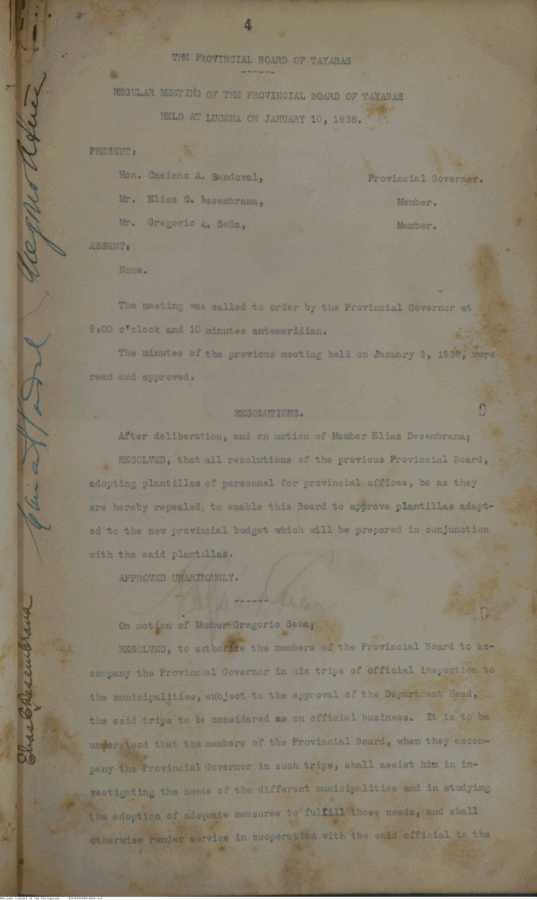 4
THE PROVINCIAL BOARD OF TAYABAS
REGULAR MEETING OF THE PROVINCIAL BOARD OF TAYABAS
HELD AT LUCENA ON JANUARY 10, 1938.
PRESENT:
Hon. Casiano A. Sandoval, Provincial Governor.
Mr. Elias C. Desembrana, Member.
Mr. Gregorio A. Member.
ABSENT:
None.
The meeting was called to order by the Provincial Governor at
9:00 o'clock and 10 minutes antemeridian.
The minutes of the previous meeting held on January 3, 1938, were
read and approved.
RESOLUTIONS.
After deliberation, and on motion of Member Elias Desembrana;
RESOLVED, that all resolutions of the previous Provincial Board,
adopting plantillas of personnel for provincial offices, be as they
are hereby repealed, to enable this Board to approve plantillas adapt-
ed to the new provincial budget which will be prepared in conjunction
with the said plantillas.
APPROVED UNANIMOUSLY.
On motion of Member Gregorio
RESOLVED, to authorize the members of the Provincial Board to ac-
company the Provincial Governor in his trips of official inspection to
the municipalities, subject to the approval of the Department Head,
the said trips to be considered as on official business. It is to be
understood that the members of the Provincial Board, when they accom-
pany the Provincial Governor in such trips, shall assist him in in-
vestigating the needs of the different municipalities and in studying
the adoption of adequate measures to fulfill those needs, and shall
otherwise render service in cooperation with the said official in the
Elias C Desembrana